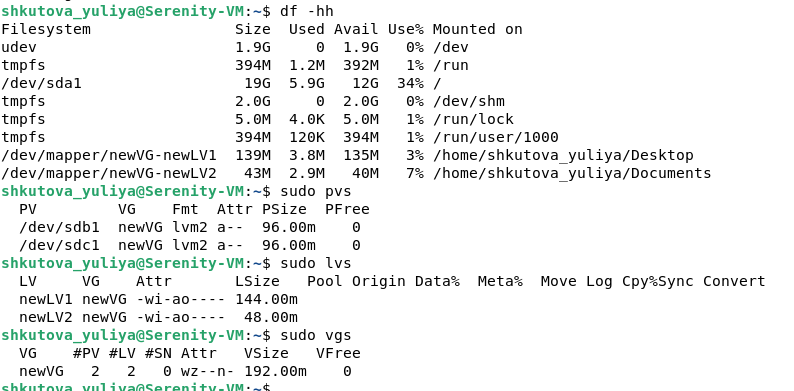 shkutova_yuliya@Serenity-VM:~$ df -hh
Filesystem                Size  Used Avail Use% Mounted on
udev                      1.9G     0  1.9G   0% /dev
tmpfs                     394M  1.2M  392M   1% /run
/dev/sda1                  19G  5.9G   12G  34% /
tmpfs                     2.0G     0  2.0G   0% /dev/shm
tmpfs                     5.0M  4.0K  5.0M   1% /run/lock
tmpfs                     394M  120K  394M   1% /run/user/1000
/dev/mapper/newVG-newLV1  139M  3.8M  135M   3% /home/shkutova_yuliya/Desktop
/dev/mapper/newVG-newLV2   43M  2.9M   40M   7% /home/shkutova_yuliya/Documents
shkutova_yuliya@Serenity-VM:~$ sudo pvs
  PV         VG    Fmt  Attr PSize  PFree
  /dev/sdb1  newVG lvm2 a--  96.00m    0
  /dev/sdc1  newVG lvm2 a--  96.00m    0
shkutova_yuliya@Serenity-VM:~$ sudo lvs
  LV     VG    Attr       LSize   Pool Origin Data%  Meta%  Move Log Cpy%Sync Convert
  newLV1 newVG -wi-ao---- 144.00m
  newLV2 newVG -wi-ao----  48.00m
shkutova_yuliya@Serenity-VM:~$ sudo vgs
  VG    #PV #LV #SN Attr   VSize   VFree
  newVG   2   2   0 wz--n- 192.00m    0
shkutova_yuliya@Serenity-VM:~$